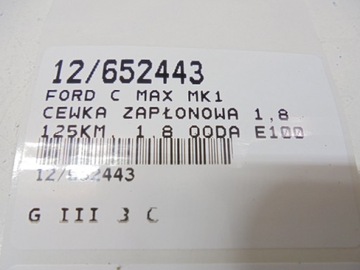 12/652443
FORD C MAX MK1
CEWKA ZAPŁONOWA 1,8
125KM, 1.8 QQDA E100
12/652443
G III 3 C